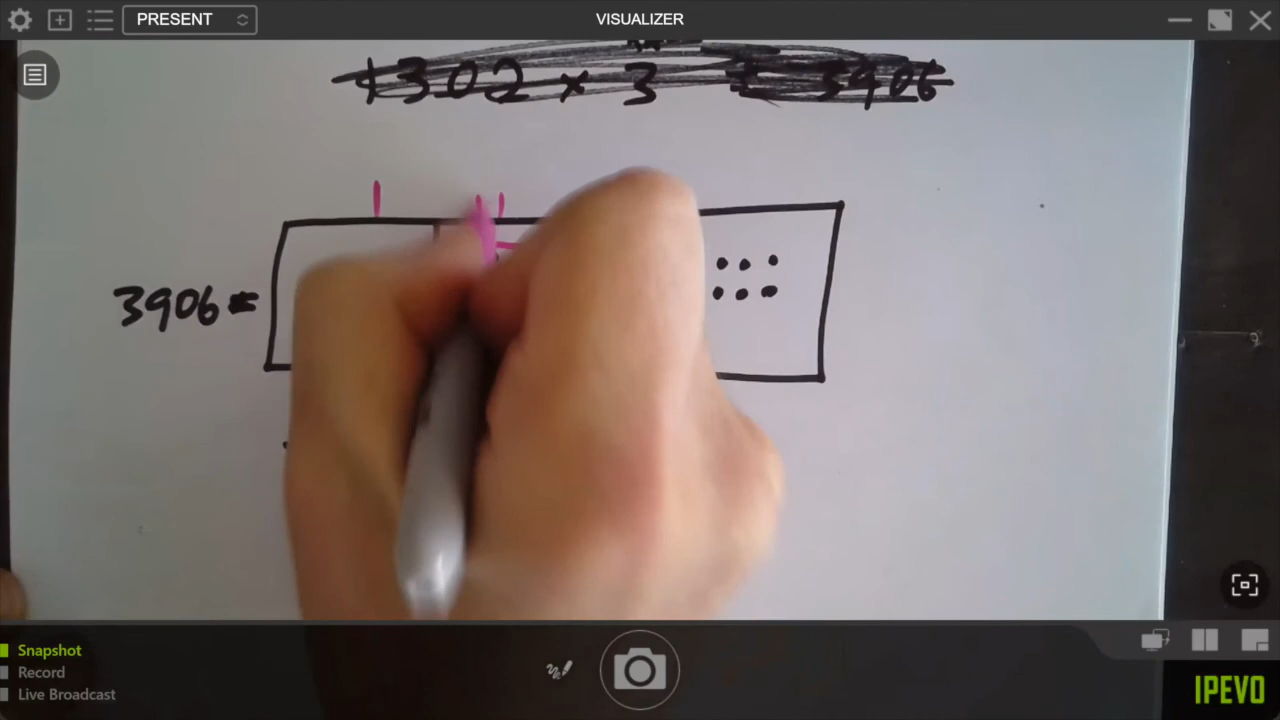 PRESENT
VISUALIZER
1302 x 3 = 3906
3906 =
Snapshot
Record
Live Broadcast
IPEVO